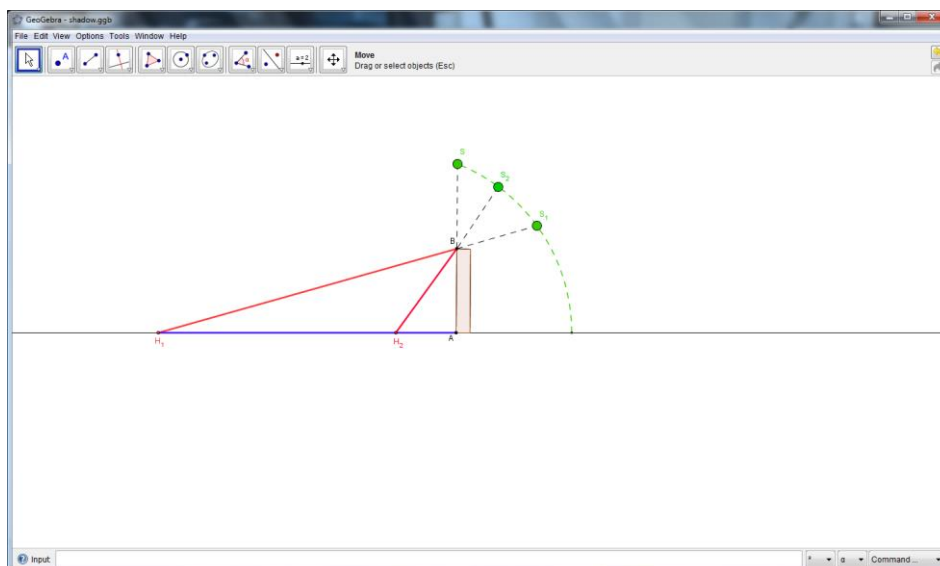 GeoGebra - shadow.ggb
File Edit View Options Tools Window Help
A
α
a=2
Move
Drag or select objects (Esc)
S
S₂
S₁
B
H₁
H₂
A
Input:
α
Command ...